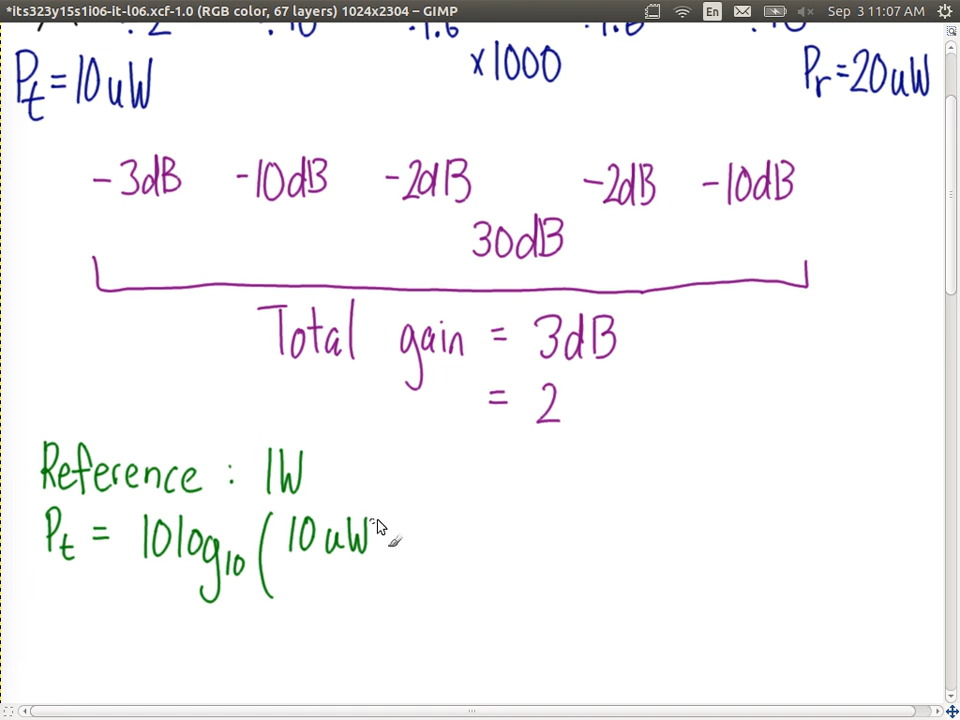 *its323y15s1i06-it-l06.xcf-1.0 (RGB color, 67 layers) 1024x2304 – GIMP En Sep 3 11:07 AM
Pt = 10uW x1000 Pr = 20uW
-3dB -10dB -2dB -2dB -10dB
30dB
Total gain = 3dB
= 2
Reference : 1W
Pt = 10log10 ( 10uW